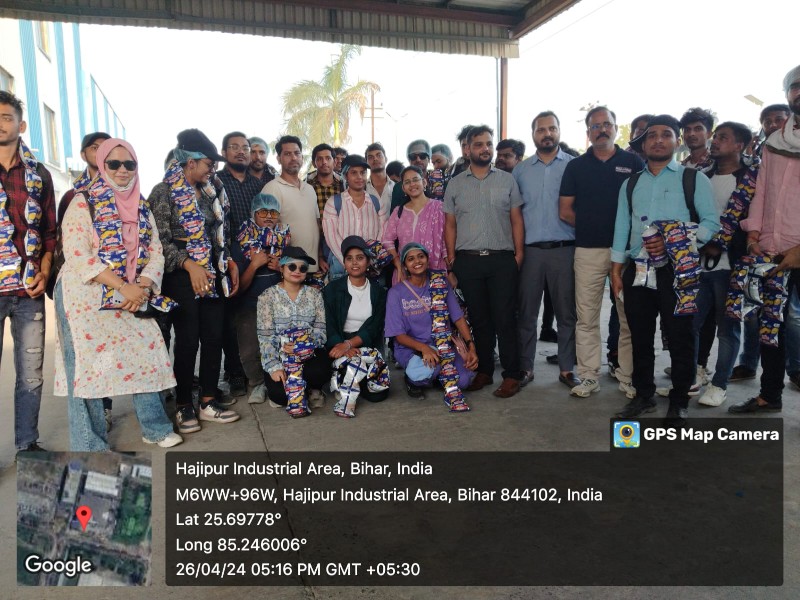 GPS Map Camera
Hajipur Industrial Area, Bihar, India
M6WW+96W, Hajipur Industrial Area, Bihar 844102, India
Lat 25.69778°
Long 85.246006°
26/04/24 05:16 PM GMT +05:30
Google